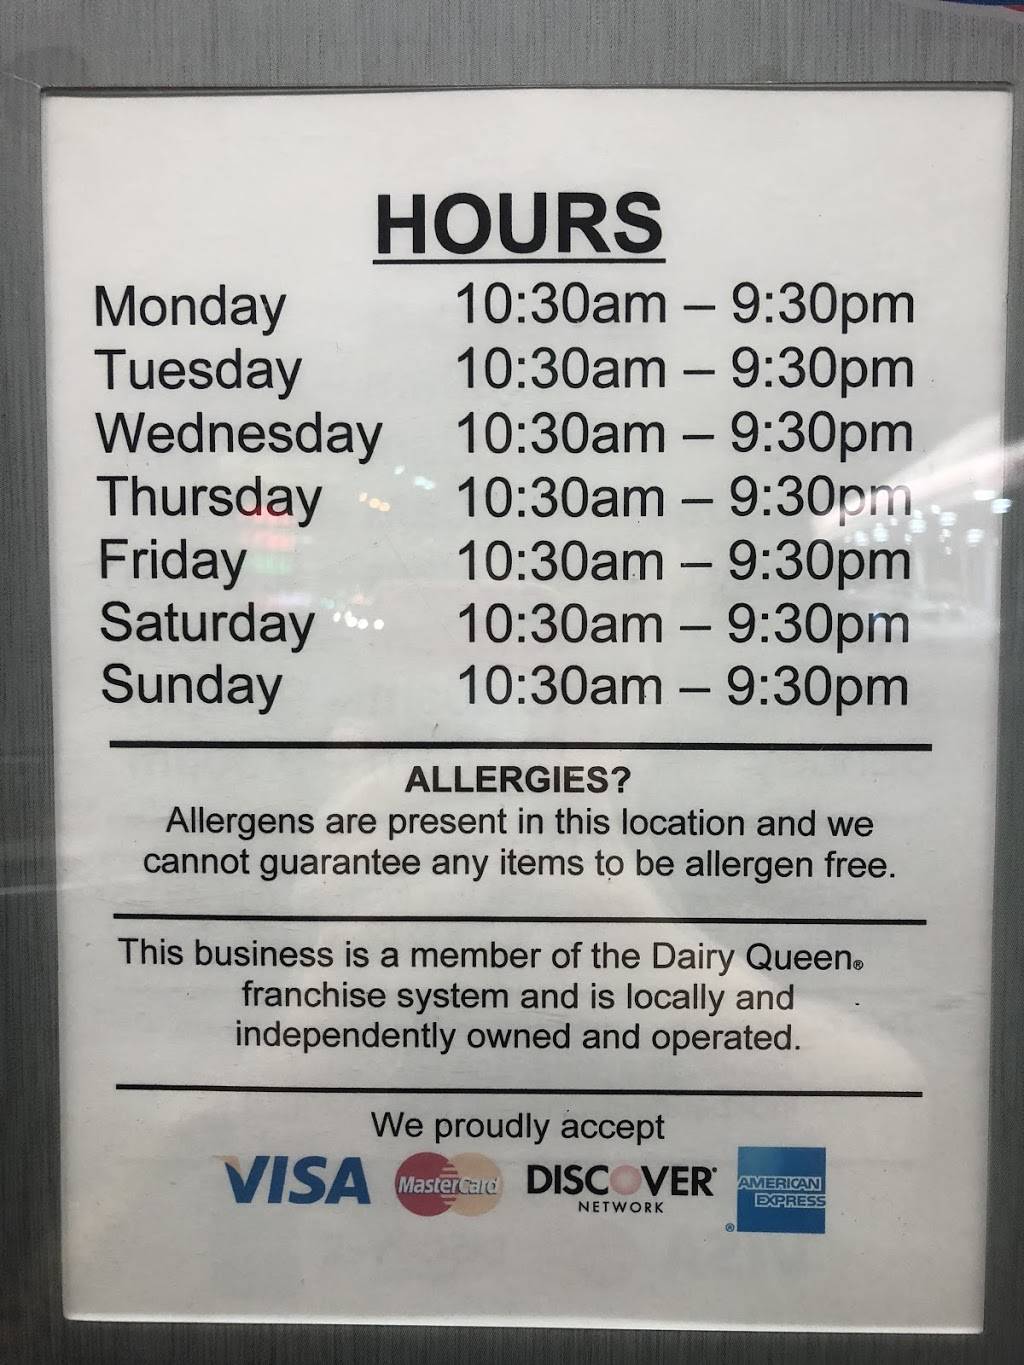 HOURS
Monday 10:30am – 9:30pm
Tuesday 10:30am – 9:30pm
Wednesday 10:30am – 9:30pm
Thursday 10:30am – 9:30pm
Friday 10:30am – 9:30pm
Saturday 10:30am – 9:30pm
Sunday 10:30am – 9:30pm
ALLERGIES?
Allergens are present in this location and we
cannot guarantee any items to be allergen free.
This business is a member of the Dairy Queen®
franchise system and is locally and
independently owned and operated.
We proudly accept
VISA MasterCard DISCOVER® AMERICAN
NETWORK EXPRESS®